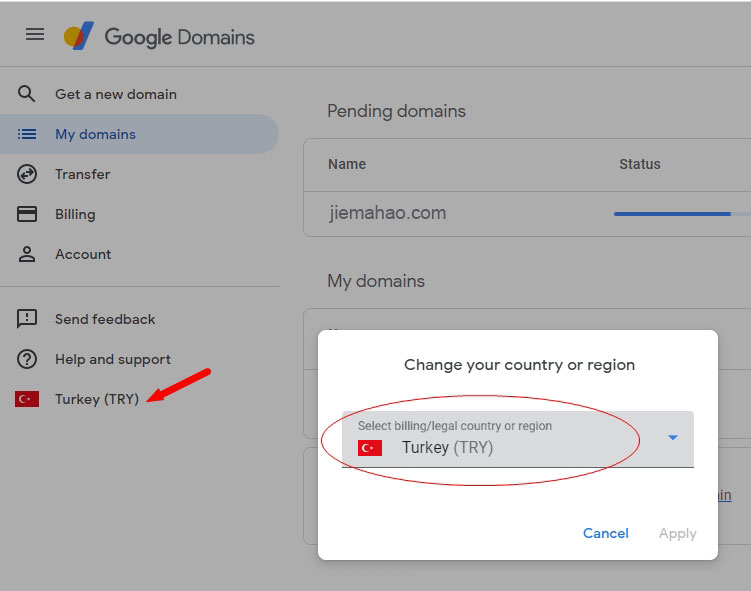 Google Domains
Get a new domain
My domains
Transfer
Billing
Account
Send feedback
Help and support
Turkey (TRY)
Pending domains
Name
Status
jiemahao.com
My domains
Change your country or region
Select billing/legal country or region
Turkey (TRY)
Cancel
Apply